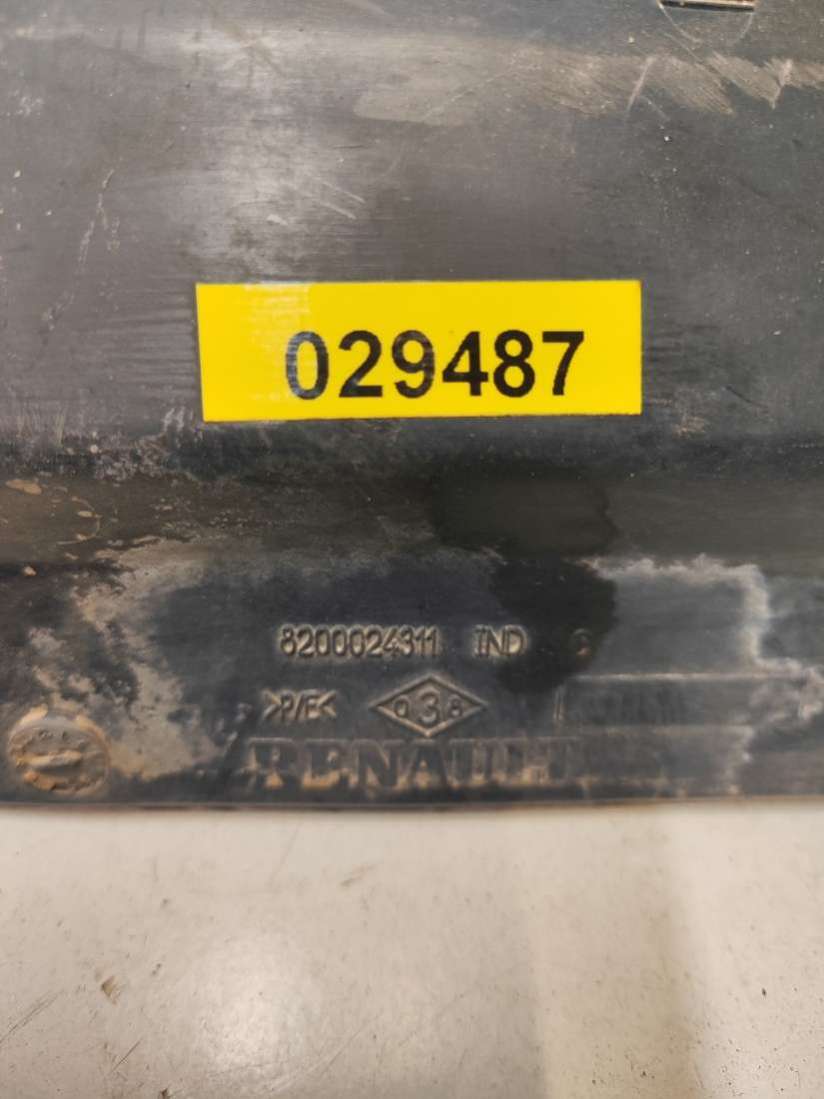 029487
8200024311 IND
>P/E< 038
RENAULT